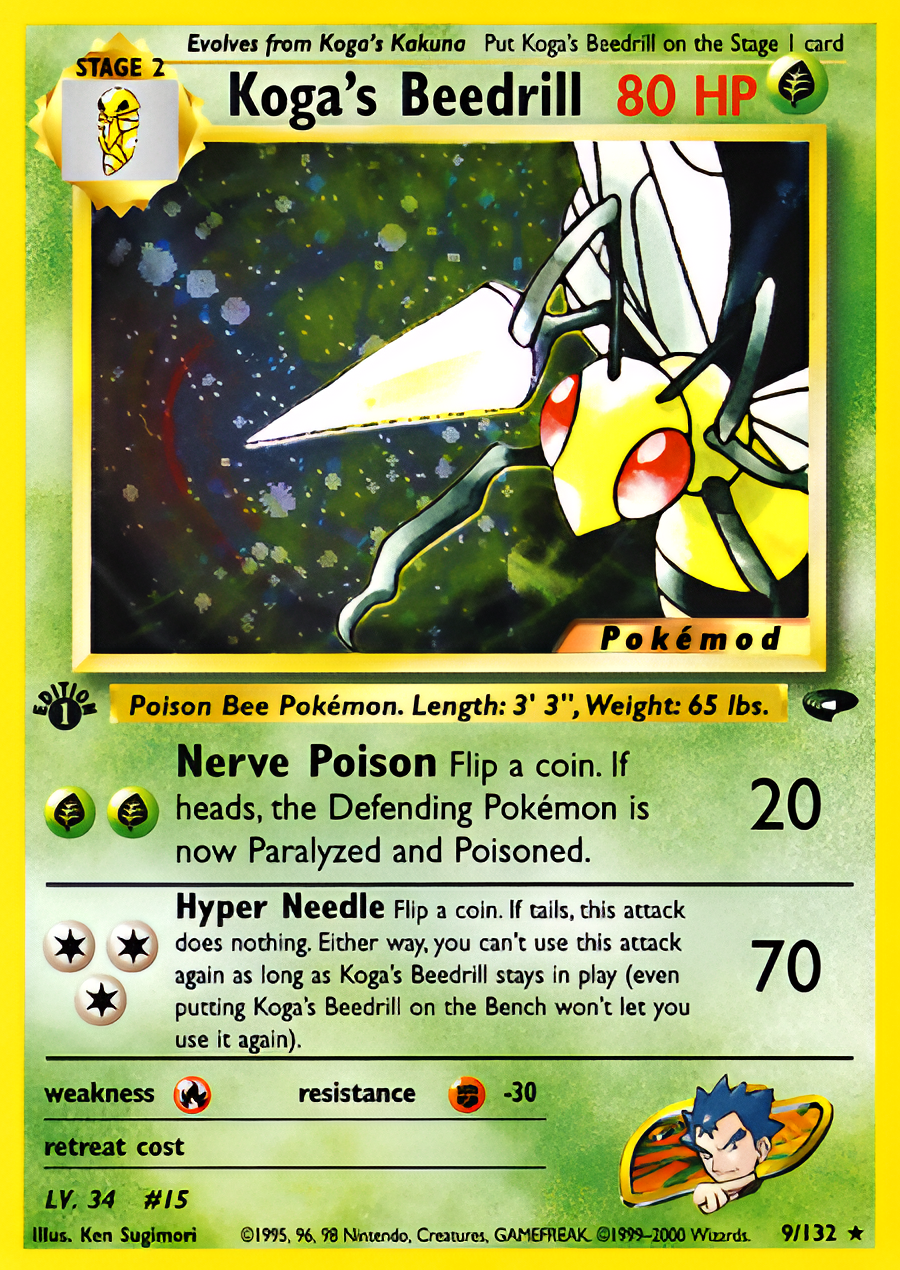 Evolves from Koga's Kakuna Put Koga's Beedrill on the Stage 1 card
STAGE 2
Koga's Beedrill 80 HP
Pokémod
EDITION
1
Poison Bee Pokémon. Length: 3' 3", Weight: 65 lbs.
Nerve Poison Flip a coin. If
heads, the Defending Pokémon is
now Paralyzed and Poisoned.
20
Hyper Needle Flip a coin. If tails, this attack
does nothing. Either way, you can't use this attack
again as long as Koga's Beedrill stays in play (even
putting Koga's Beedrill on the Bench won't let you
use it again).
70
weakness resistance -30
retreat cost
LV. 34 #15
Illus. Ken Sugimori ©1995, 96, 98 Nintendo, Creatures, GAMEFREAK. ©1999-2000 Wizards. 9/132 ★